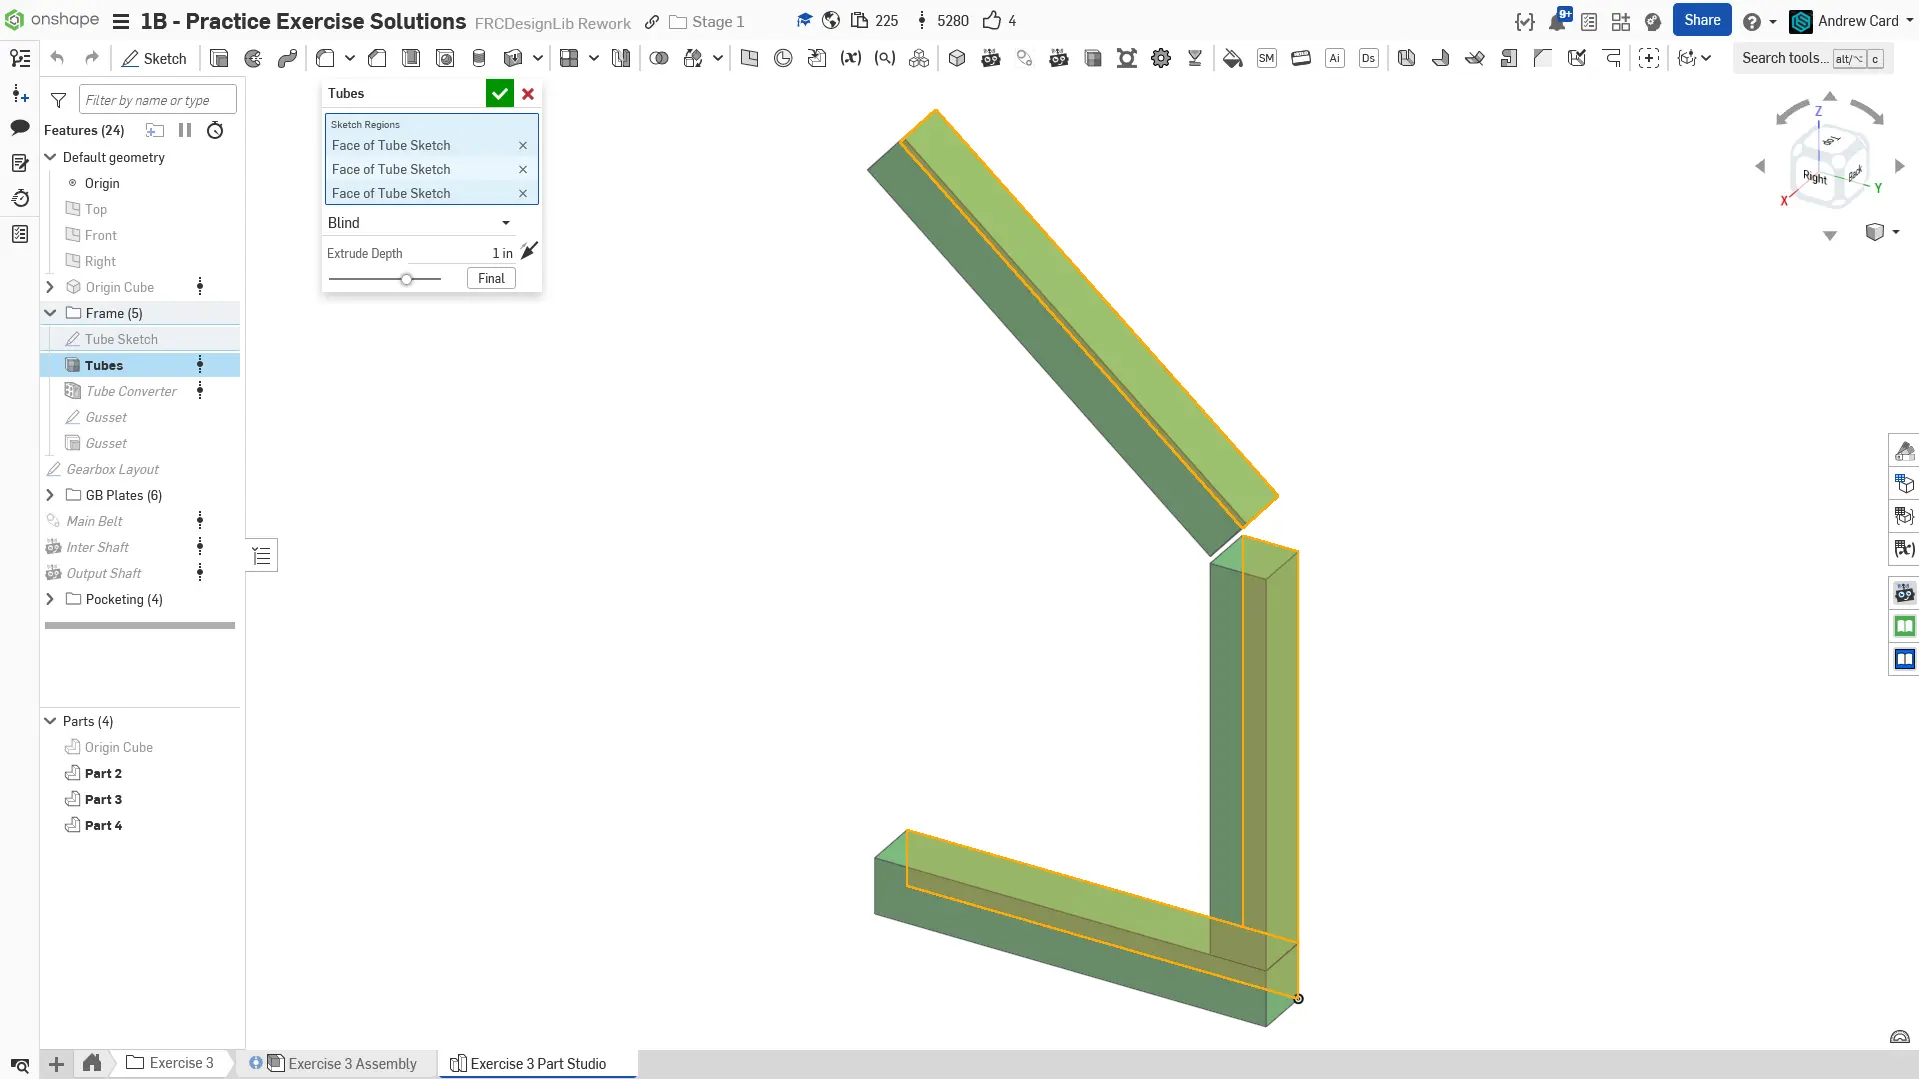 onshape
1B - Practice Exercise Solutions
FRCDesignLib Rework
Stage 1
225
5280
4
9+
Share
Andrew Card
Sketch
SM
Ai
Ds
Search tools...
alt/⌥
c
Filter by name or type
Features (24)
Default geometry
Origin
Top
Front
Right
Origin Cube
Frame (5)
Tube Sketch
Tubes
Tube Converter
Gusset
Gusset
Gearbox Layout
GB Plates (6)
Main Belt
Inter Shaft
Output Shaft
Pocketing (4)
Parts (4)
Origin Cube
Part 2
Part 3
Part 4
Tubes
Sketch Regions
Face of Tube Sketch
Face of Tube Sketch
Face of Tube Sketch
Blind
Extrude Depth
1 in
Final
Z
Top
Right
Back
X
Y
Exercise 3
Exercise 3 Assembly
Exercise 3 Part Studio